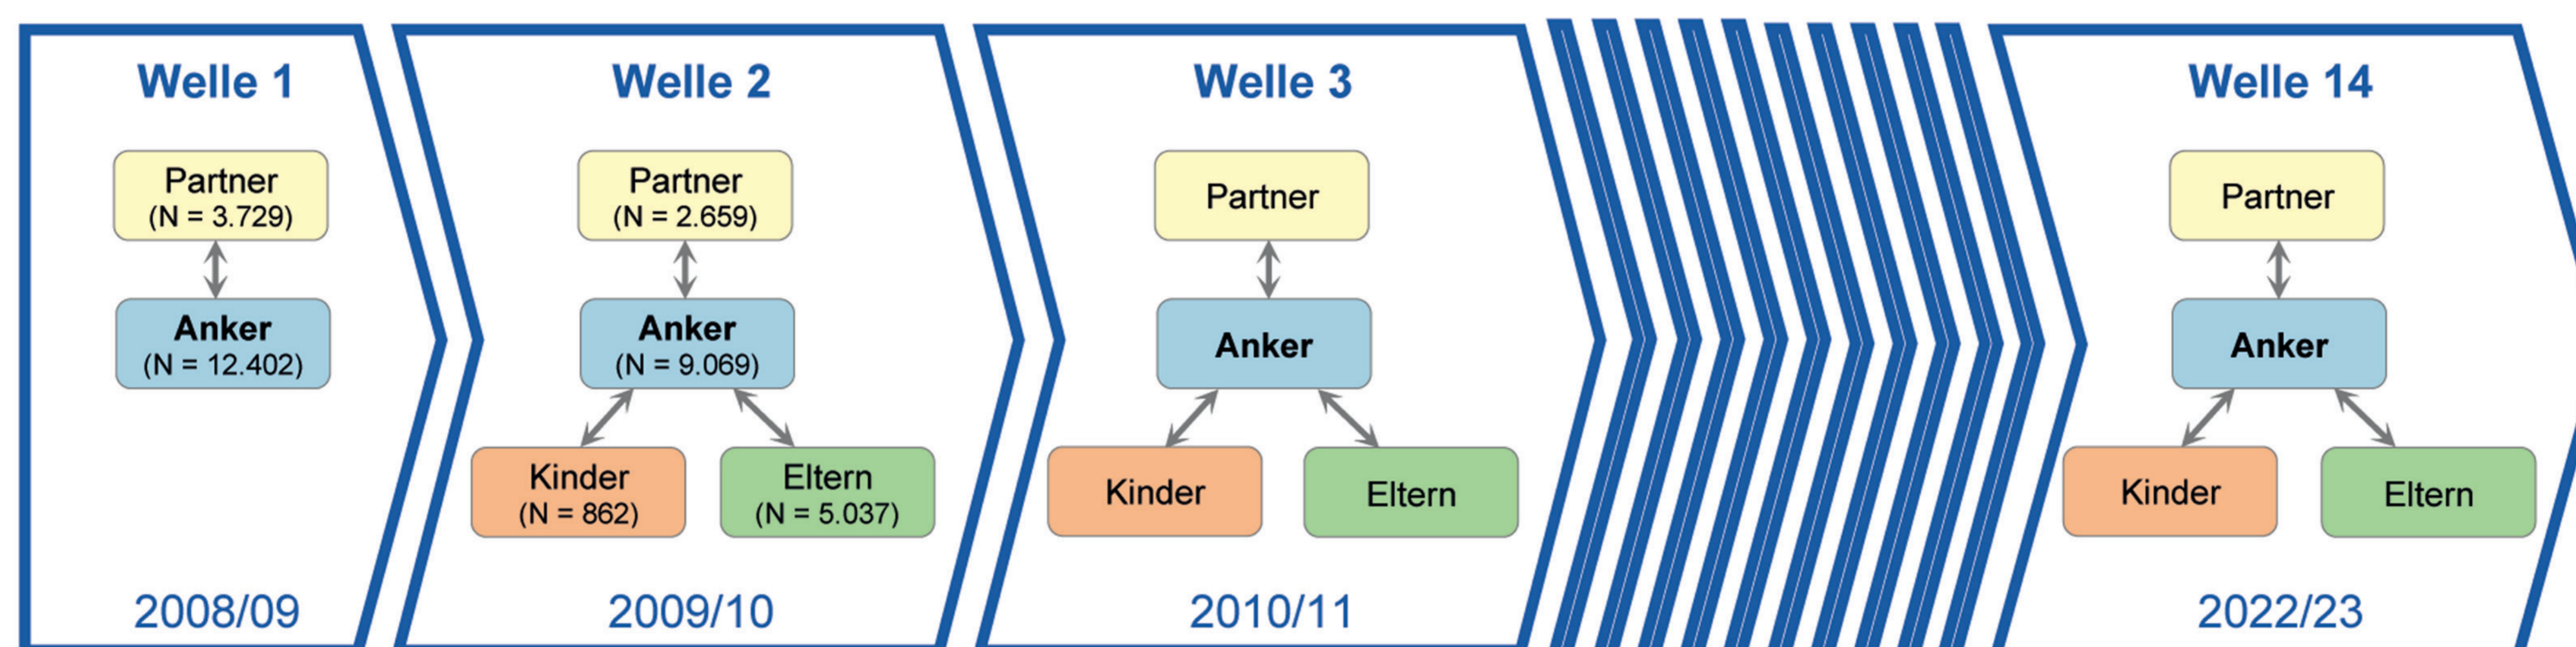 Welle 1
Partner
(N = 3.729)
Anker
(N = 12.402)
2008/09
Welle 2
Partner
(N = 2.659)
Anker
(N = 9.069)
Kinder
(N = 862)
Eltern
(N = 5.037)
2009/10
Welle 3
Partner
Anker
Kinder
Eltern
2010/11
Welle 14
Partner
Anker
Kinder
Eltern
2022/23